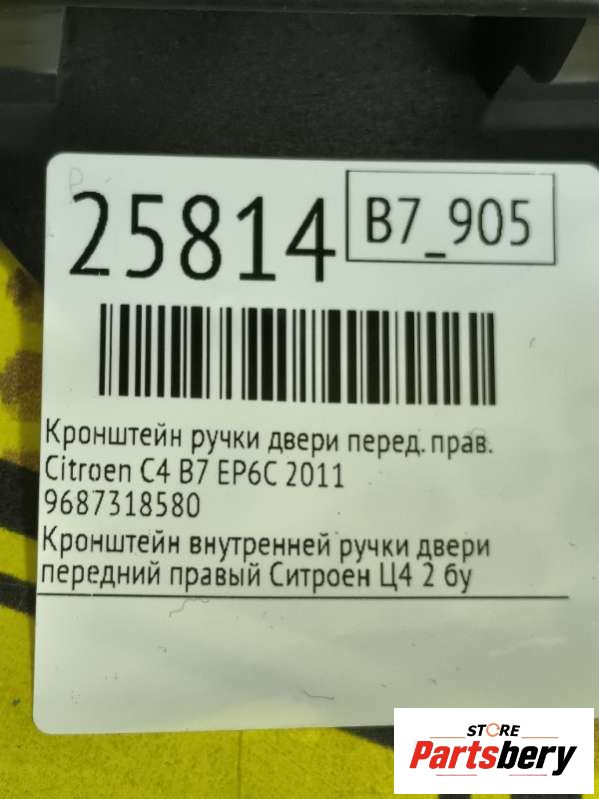 25814
B7_905
Кронштейн ручки двери перед. прав.
Citroen C4 B7 EP6C 2011
9687318580
Кронштейн внутренней ручки двери
передний правый Ситроен Ц4 2 бу
STORE
Partsbery